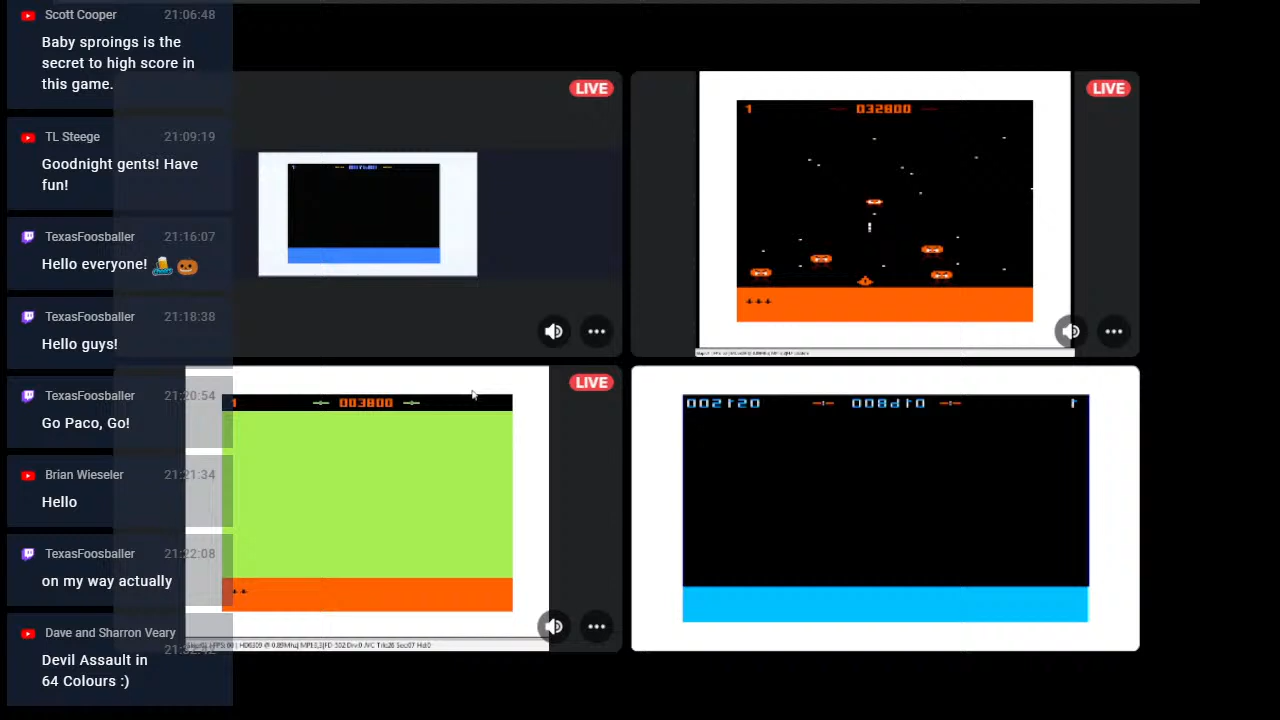 Scott Cooper 21:06:48
Baby sproings is the
secret to high score in
this game.
TL Steege 21:09:19
Goodnight gents! Have
fun!
TexasFoosballer 21:16:07
Hello everyone!
TexasFoosballer 21:18:38
Hello guys!
TexasFoosballer 21:20:54
Go Paco, Go!
Brian Wieseler 21:21:34
Hello
TexasFoosballer 21:22:08
on my way actually
Dave and Sharron Veary
21:32:42
Devil Assault in
64 Colours :)
LIVE
LIVE
1 032800
LIVE
1 003800